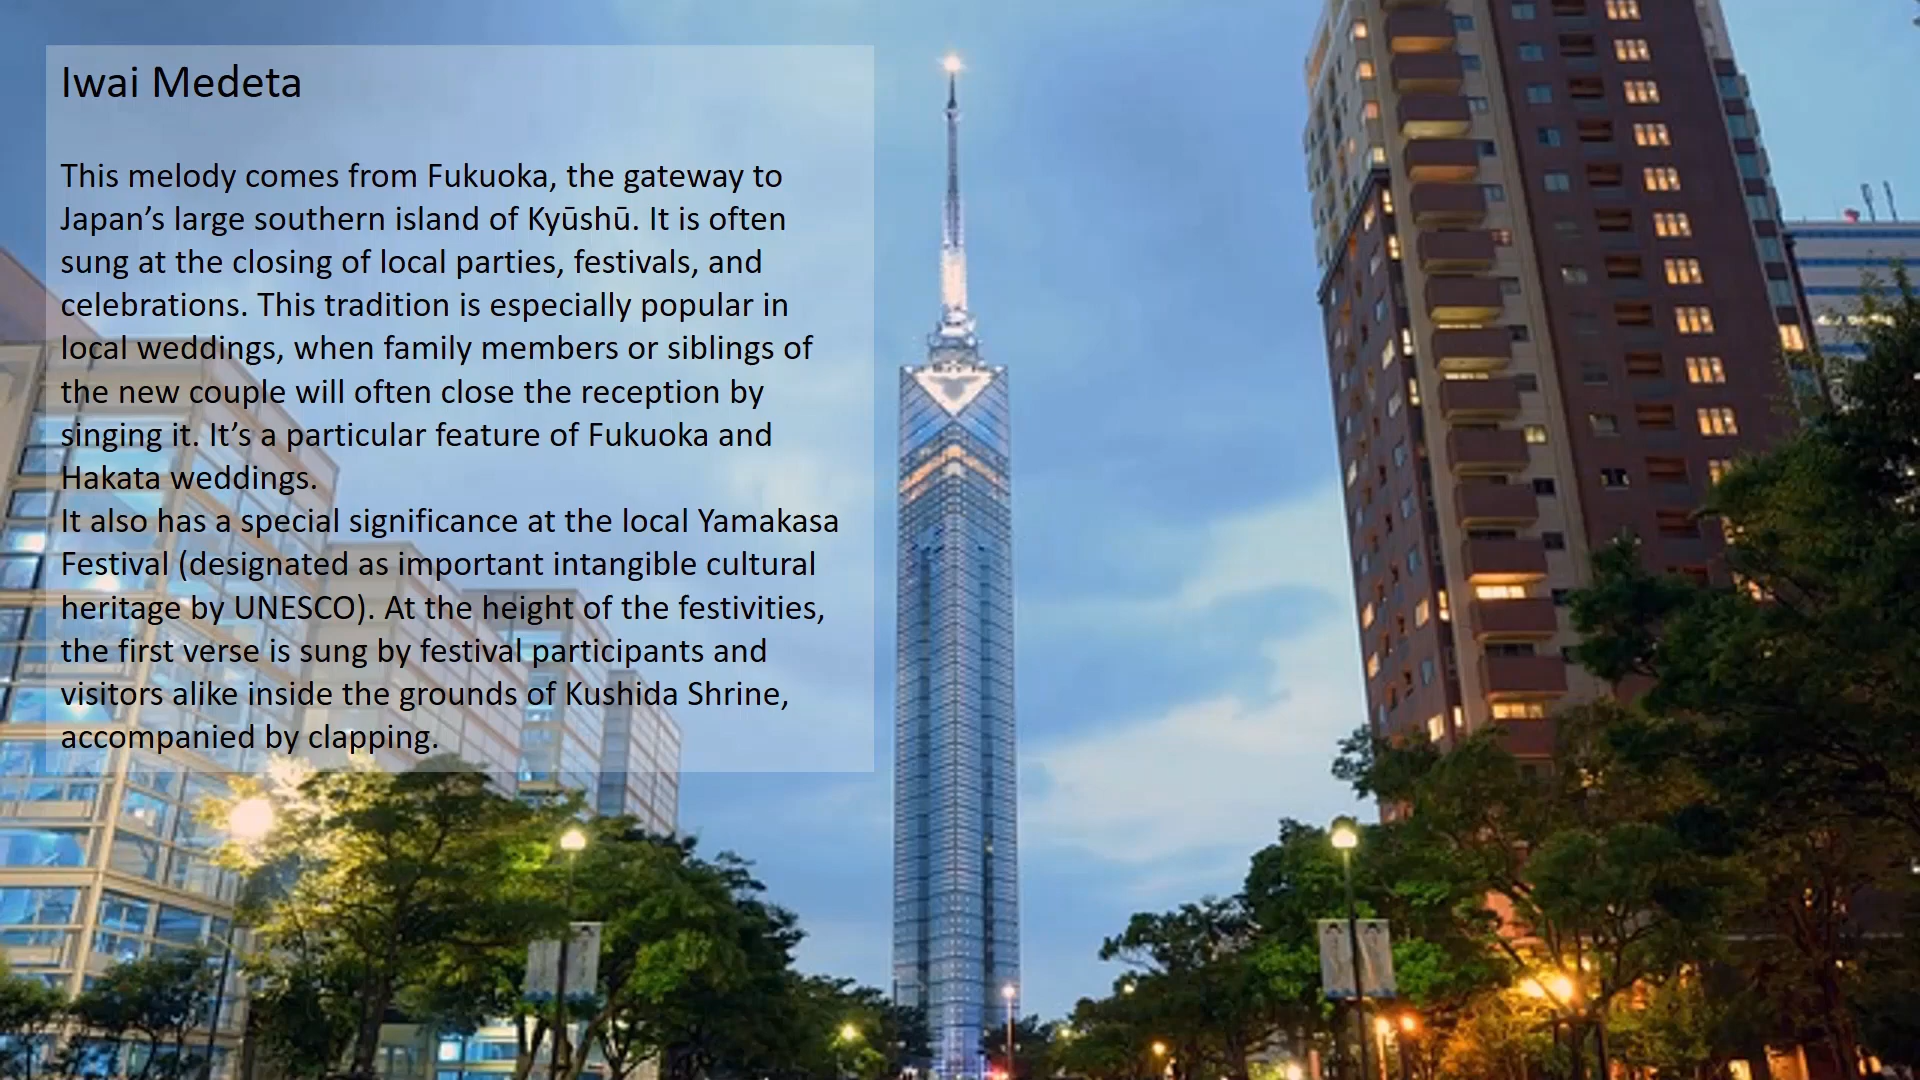 Iwai Medeta
This melody comes from Fukuoka, the gateway to
Japan’s large southern island of Kyūshū. It is often
sung at the closing of local parties, festivals, and
celebrations. This tradition is especially popular in
local weddings, when family members or siblings of
the new couple will often close the reception by
singing it. It’s a particular feature of Fukuoka and
Hakata weddings.
It also has a special significance at the local Yamakasa
Festival (designated as important intangible cultural
heritage by UNESCO). At the height of the festivities,
the first verse is sung by festival participants and
visitors alike inside the grounds of Kushida Shrine,
accompanied by clapping.